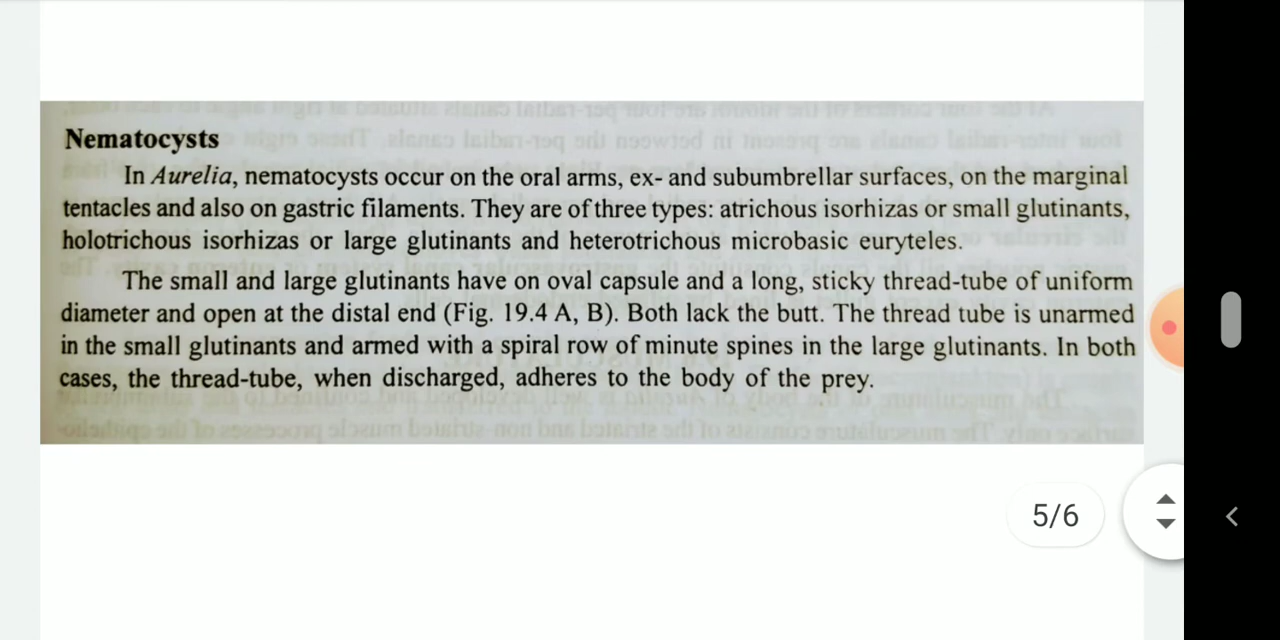 Nematocysts
In Aurelia, nematocysts occur on the oral arms, ex- and subumbrellar surfaces, on the marginal
tentacles and also on gastric filaments. They are of three types: atrichous isorhizas or small glutinants,
holotrichous isorhizas or large glutinants and heterotrichous microbasic euryteles.
The small and large glutinants have on oval capsule and a long, sticky thread-tube of uniform
diameter and open at the distal end (Fig. 19.4 A, B). Both lack the butt. The thread tube is unarmed
in the small glutinants and armed with a spiral row of minute spines in the large glutinants. In both
cases, the thread-tube, when discharged, adheres to the body of the prey.
5/6